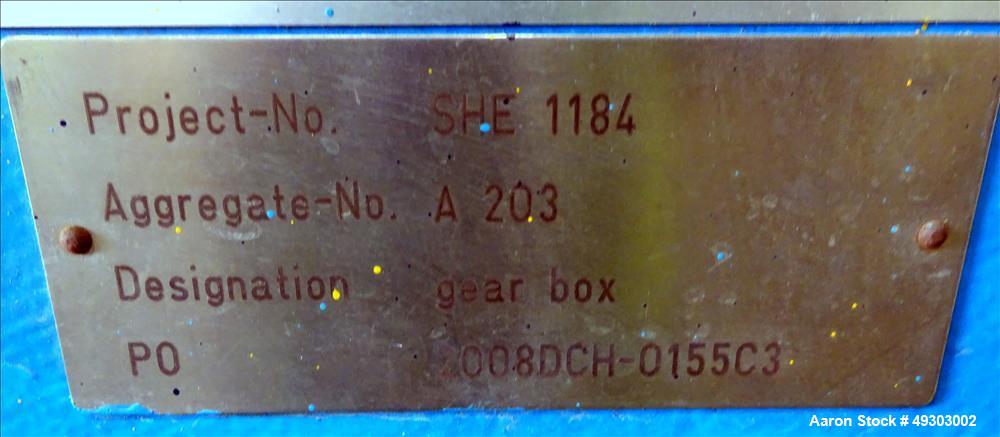 Project-No. SHE 1184
Aggregate-No. A 203
Designation gear box
PO 2008DCH-0155C3
Aaron Stock # 49303002